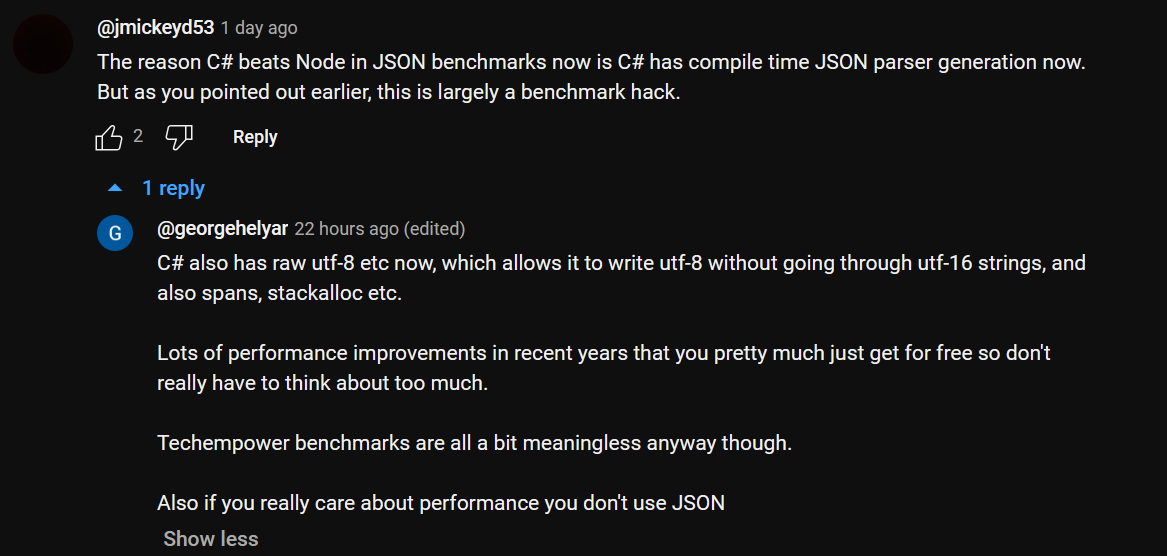 @jmickeyd53 1 day ago
The reason C# beats Node in JSON benchmarks now is C# has compile time JSON parser generation now.
But as you pointed out earlier, this is largely a benchmark hack.
2 Reply
1 reply
G @georgehelyar 22 hours ago (edited)
C# also has raw utf-8 etc now, which allows it to write utf-8 without going through utf-16 strings, and
also spans, stackalloc etc.
Lots of performance improvements in recent years that you pretty much just get for free so don't
really have to think about too much.
Techempower benchmarks are all a bit meaningless anyway though.
Also if you really care about performance you don't use JSON
Show less